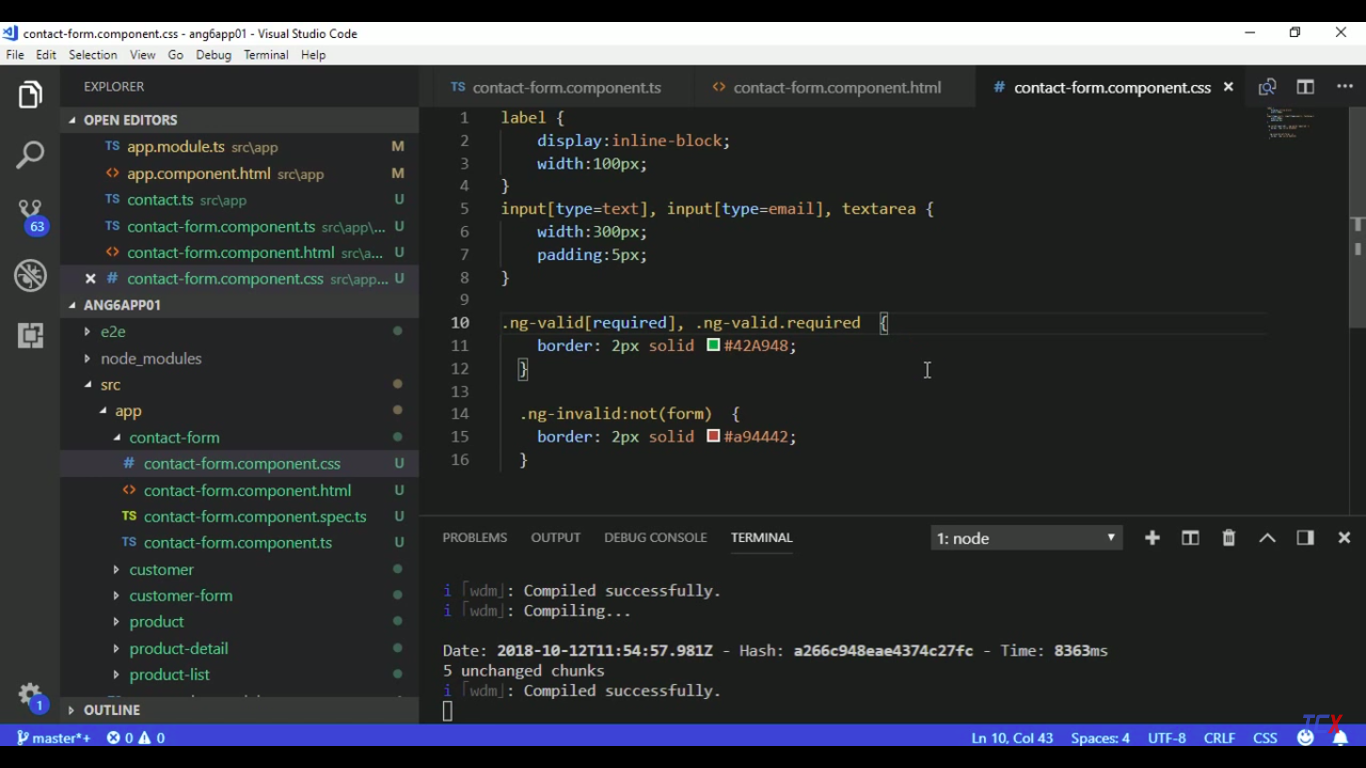 contact-form.component.css - ang6app01 - Visual Studio Code
File Edit Selection View Go Debug Terminal Help
EXPLORER
OPEN EDITORS
TS app.module.ts src\app M
<> app.component.html src\app M
TS contact.ts src\app U
TS contact-form.component.ts src\app\... U
<> contact-form.component.html src\a... U
# contact-form.component.css src\app... U
ANG6APP01
e2e
node_modules
src
app
contact-form
# contact-form.component.css U
<> contact-form.component.html U
TS contact-form.component.spec.ts U
TS contact-form.component.ts U
customer
customer-form
product
product-detail
product-list
OUTLINE
63
1
TS contact-form.component.ts <> contact-form.component.html # contact-form.component.css
1 label {
2 display:inline-block;
3 width:100px;
4 }
5 input[type=text], input[type=email], textarea {
6 width:300px;
7 padding:5px;
8 }
9
10 .ng-valid[required], .ng-valid.required {
11 border: 2px solid #42A948;
12 }
13
14 .ng-invalid:not(form) {
15 border: 2px solid #a94442;
16 }
PROBLEMS OUTPUT DEBUG CONSOLE TERMINAL 1: node
i ｢wdm｣: Compiled successfully.
i ｢wdm｣: Compiling...
Date: 2018-10-12T11:54:57.981Z - Hash: a266c948eae4374c27fc - Time: 8363ms
5 unchanged chunks
i ｢wdm｣: Compiled successfully.
master*+ 0 0 Ln 10, Col 43 Spaces: 4 UTF-8 CRLF CSS
TCX